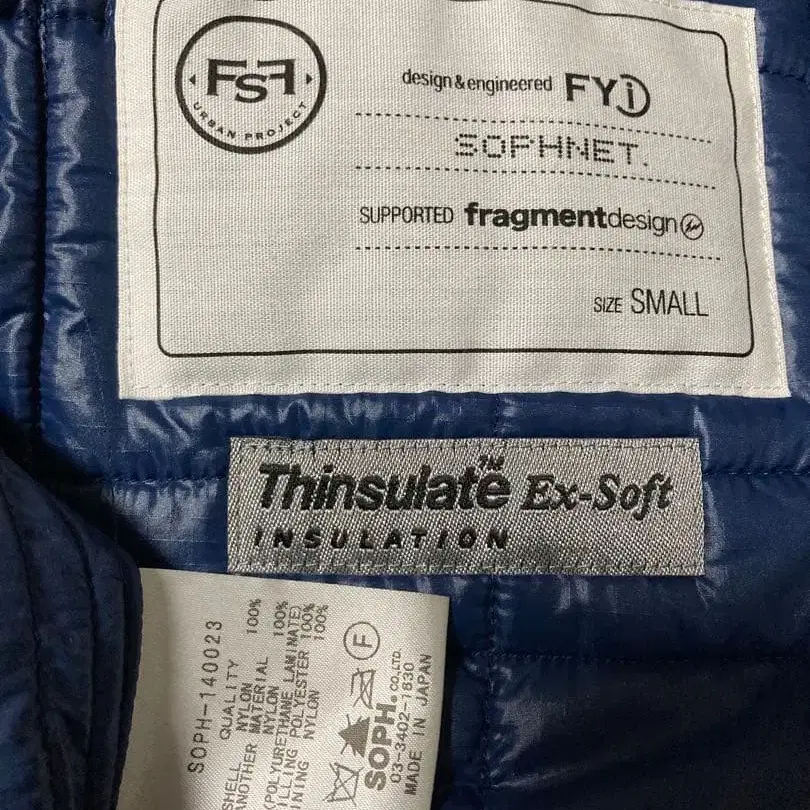 FSF
URBAN PROJECT
design & engineered FYi
SOPHNET.
SUPPORTED fragmentdesign
SIZE SMALL
Thinsulate™ Ex-Soft
INSULATION
SOPH-140023
QUALITY
SHELL NYLON 100%
ANOTHER MATERIAL
NYLON 100%
(POLYURETHANE LAMINATE)
FILLING POLYESTER 100%
LINING NYLON 100%
F
SOPH.® CO.,LTD.
03-3402-7830
MADE IN JAPAN